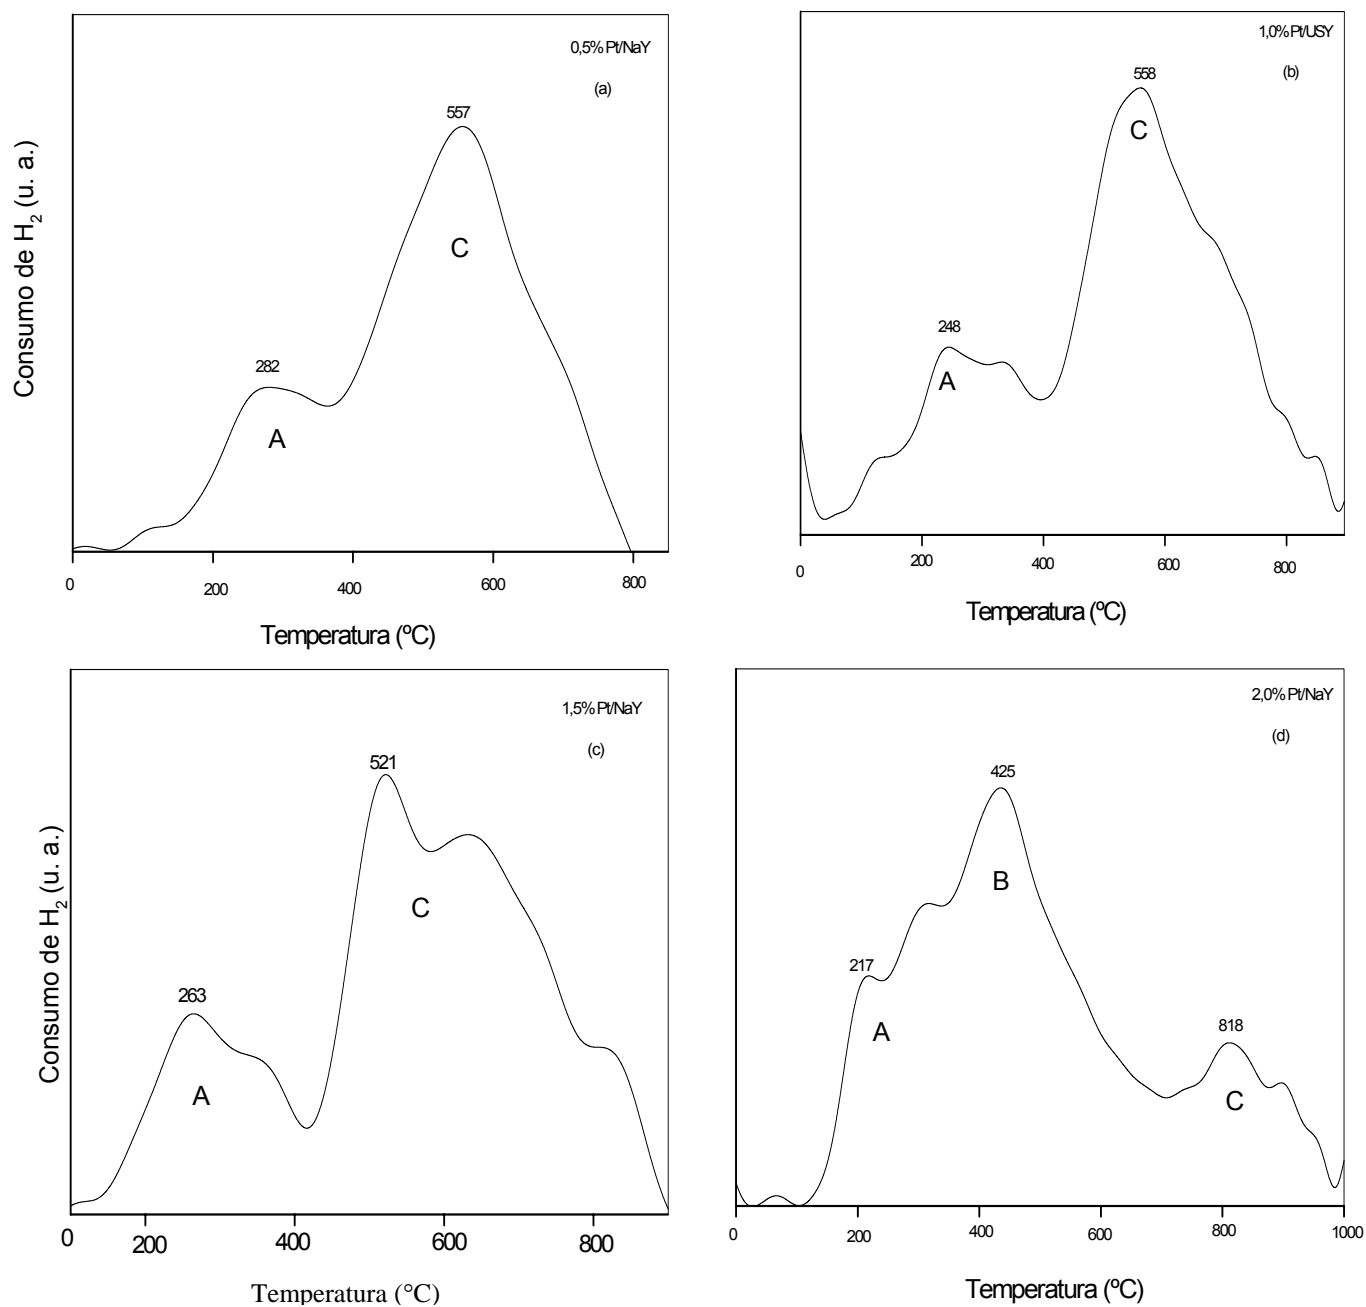 0,5% Pt/NaY
(a)
557
C
282
A
Consumo de H2 (u. a.)
0 200 400 600 800
Temperatura (ºC)
1,0% Pt/USY
(b)
558
C
248
A
0 200 400 600 800
Temperatura (ºC)
1,5% Pt/NaY
(c)
521
C
263
A
Consumo de H2 (u. a.)
0 200 400 600 800
Temperatura (°C)
2,0% Pt/NaY
(d)
425
B
217
A
818
C
0 200 400 600 800 1000
Temperatura (ºC)